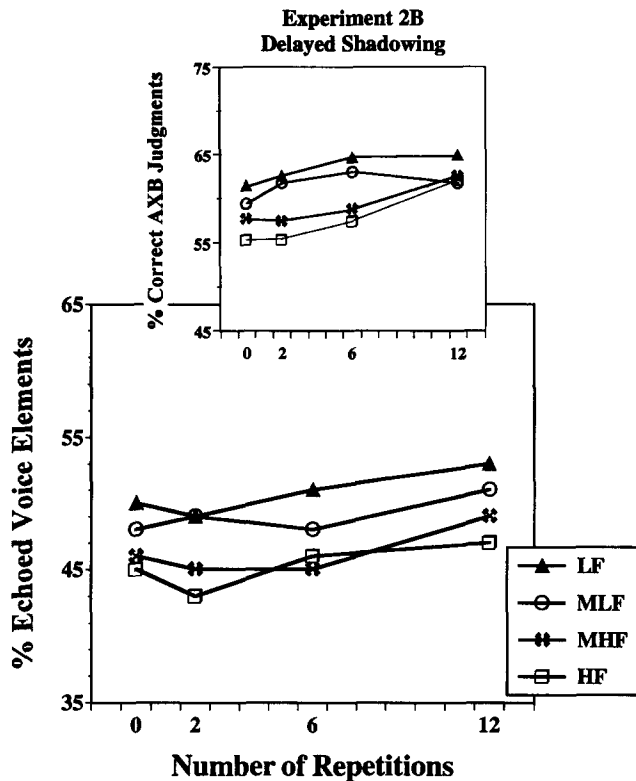 Experiment 2B
Delayed Shadowing
75
65
55
45
% Correct AXB Judgments
0 2 6 12
65
55
45
35
% Echoed Voice Elements
0 2 6 12
Number of Repetitions
LF
MLF
MHF
HF